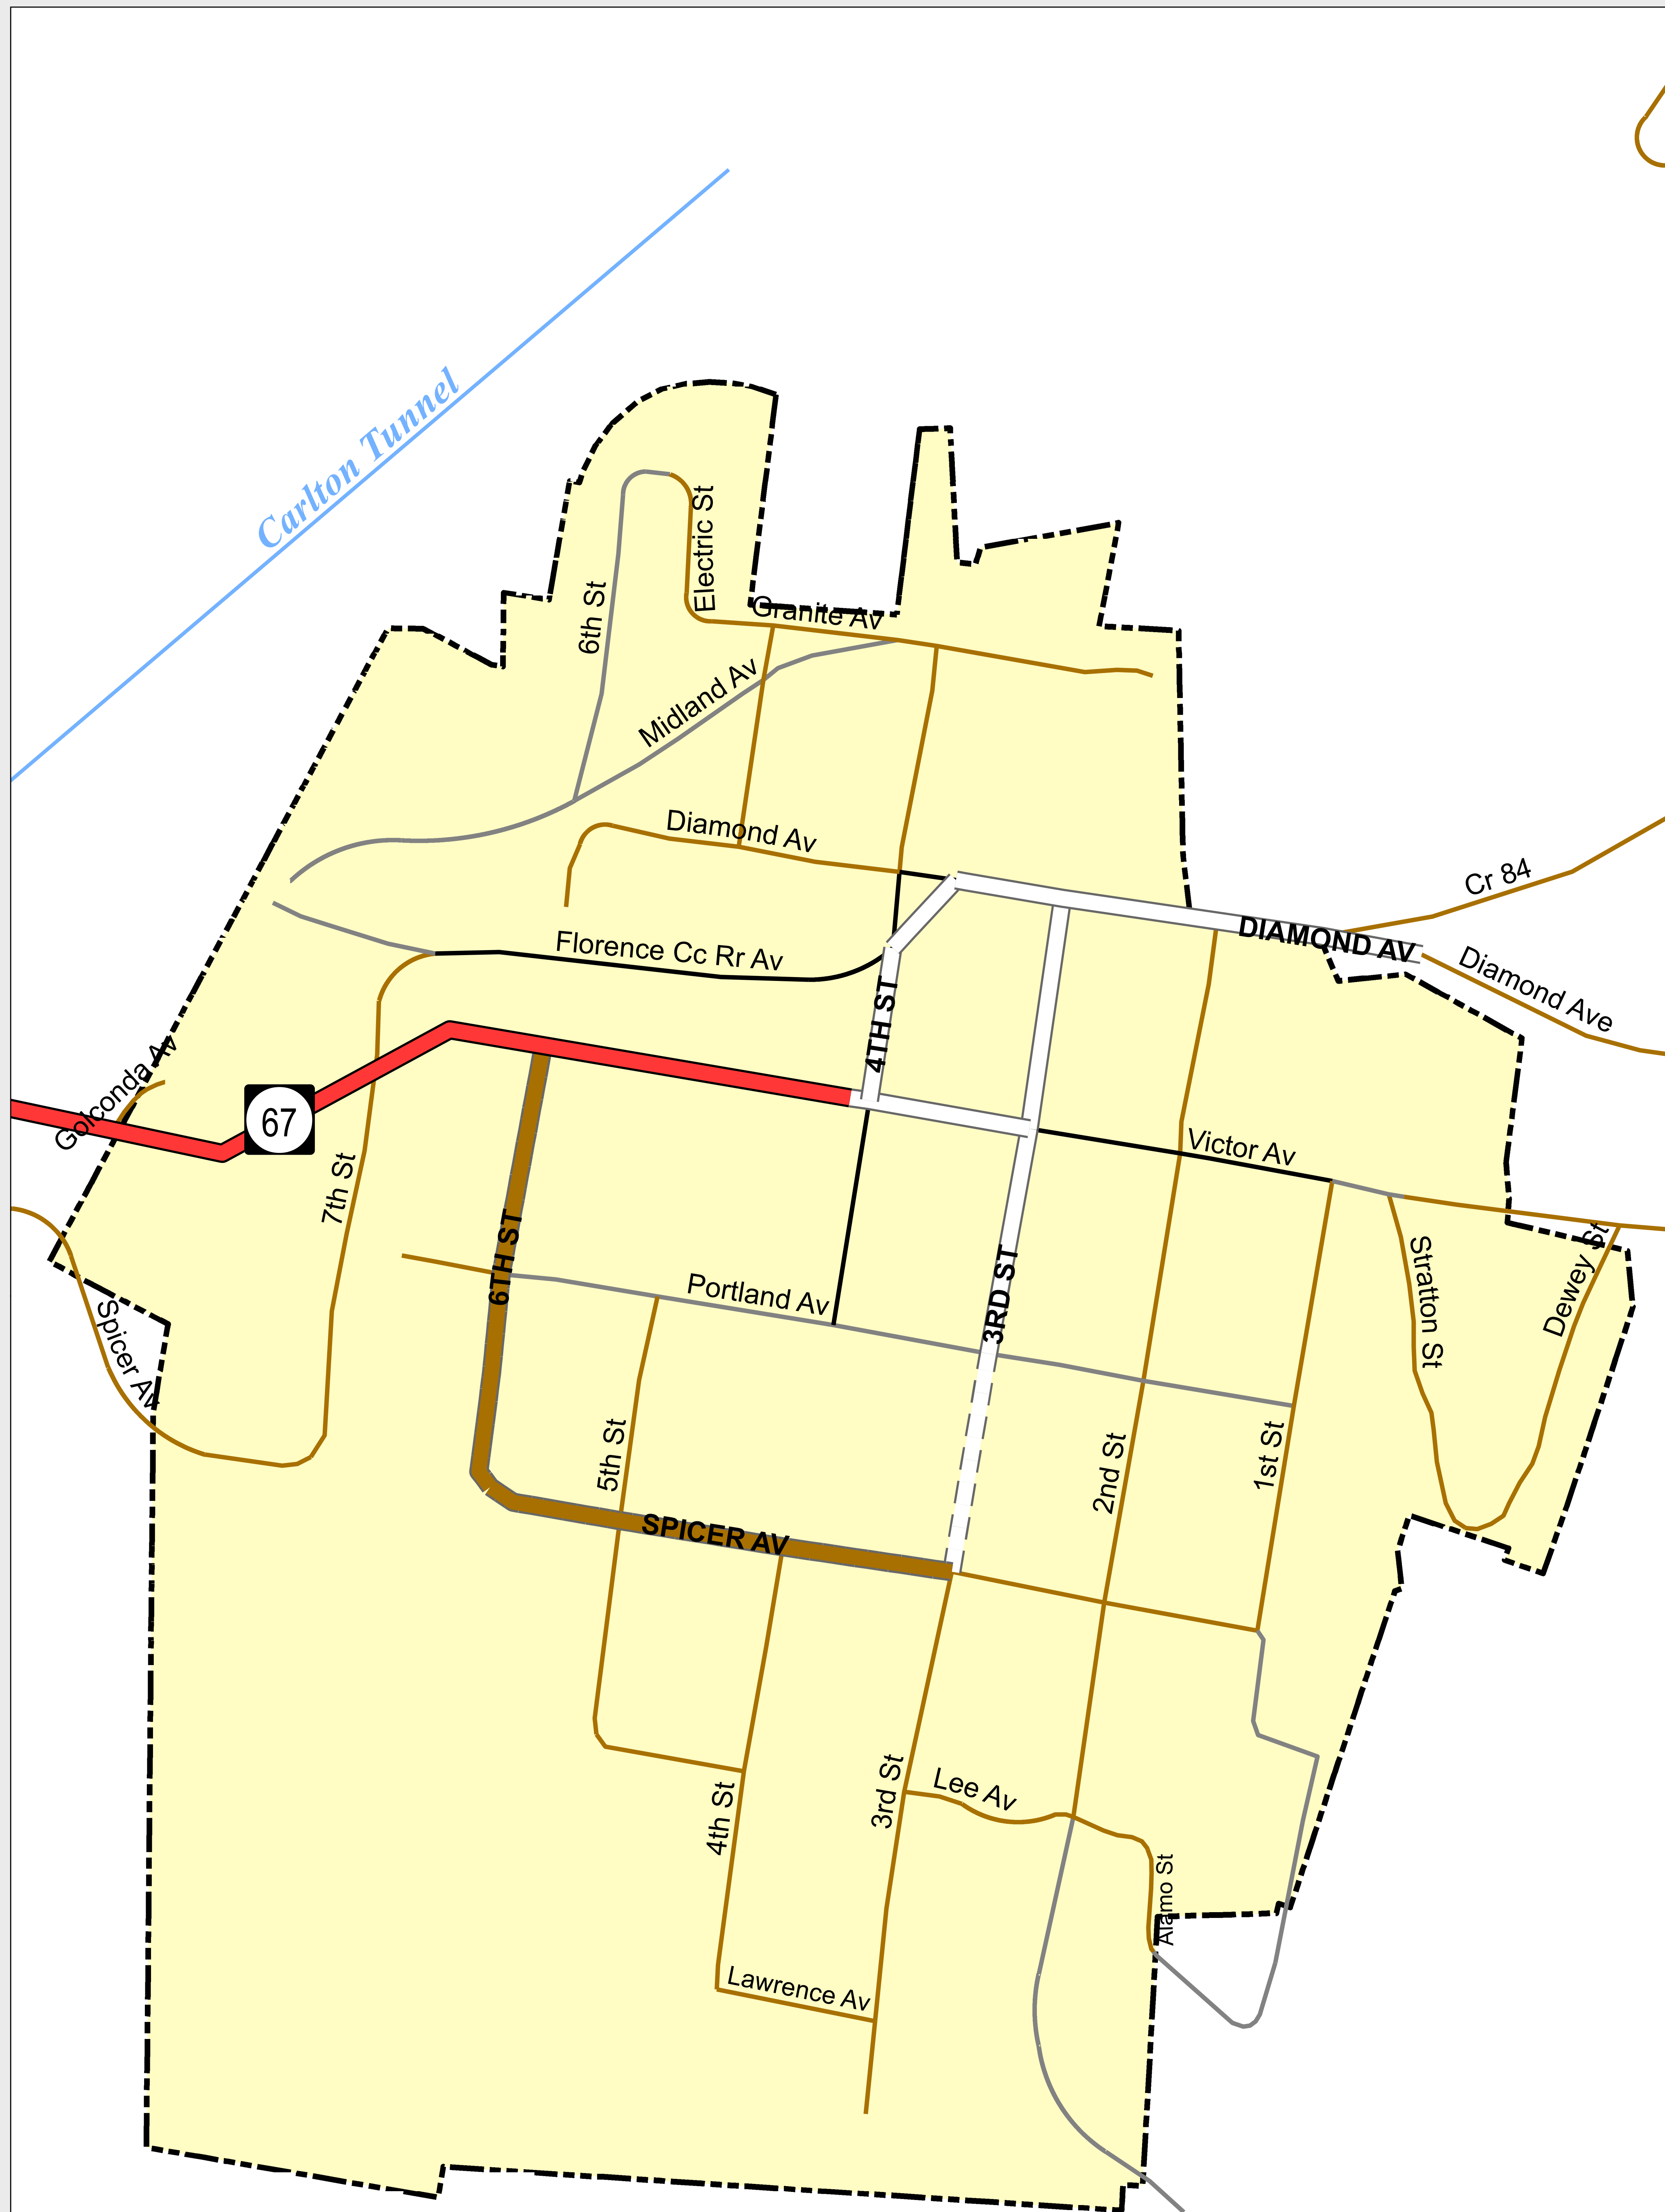 Carlton Tunnel
Electric St
6th St
Granite Av
Midland Av
Diamond Av
Cr 84
DIAMOND AV
Diamond Ave
Florence Cc Rr Av
4TH ST
Golconda Av
67
Victor Av
7th St
6TH ST
3RD ST
Stratton St
Dewey St
Portland Av
Spicer Av
5th St
2nd St
1st St
SPICER AV
4th St
3rd St
Lee Av
Alamo St
Lawrence Av